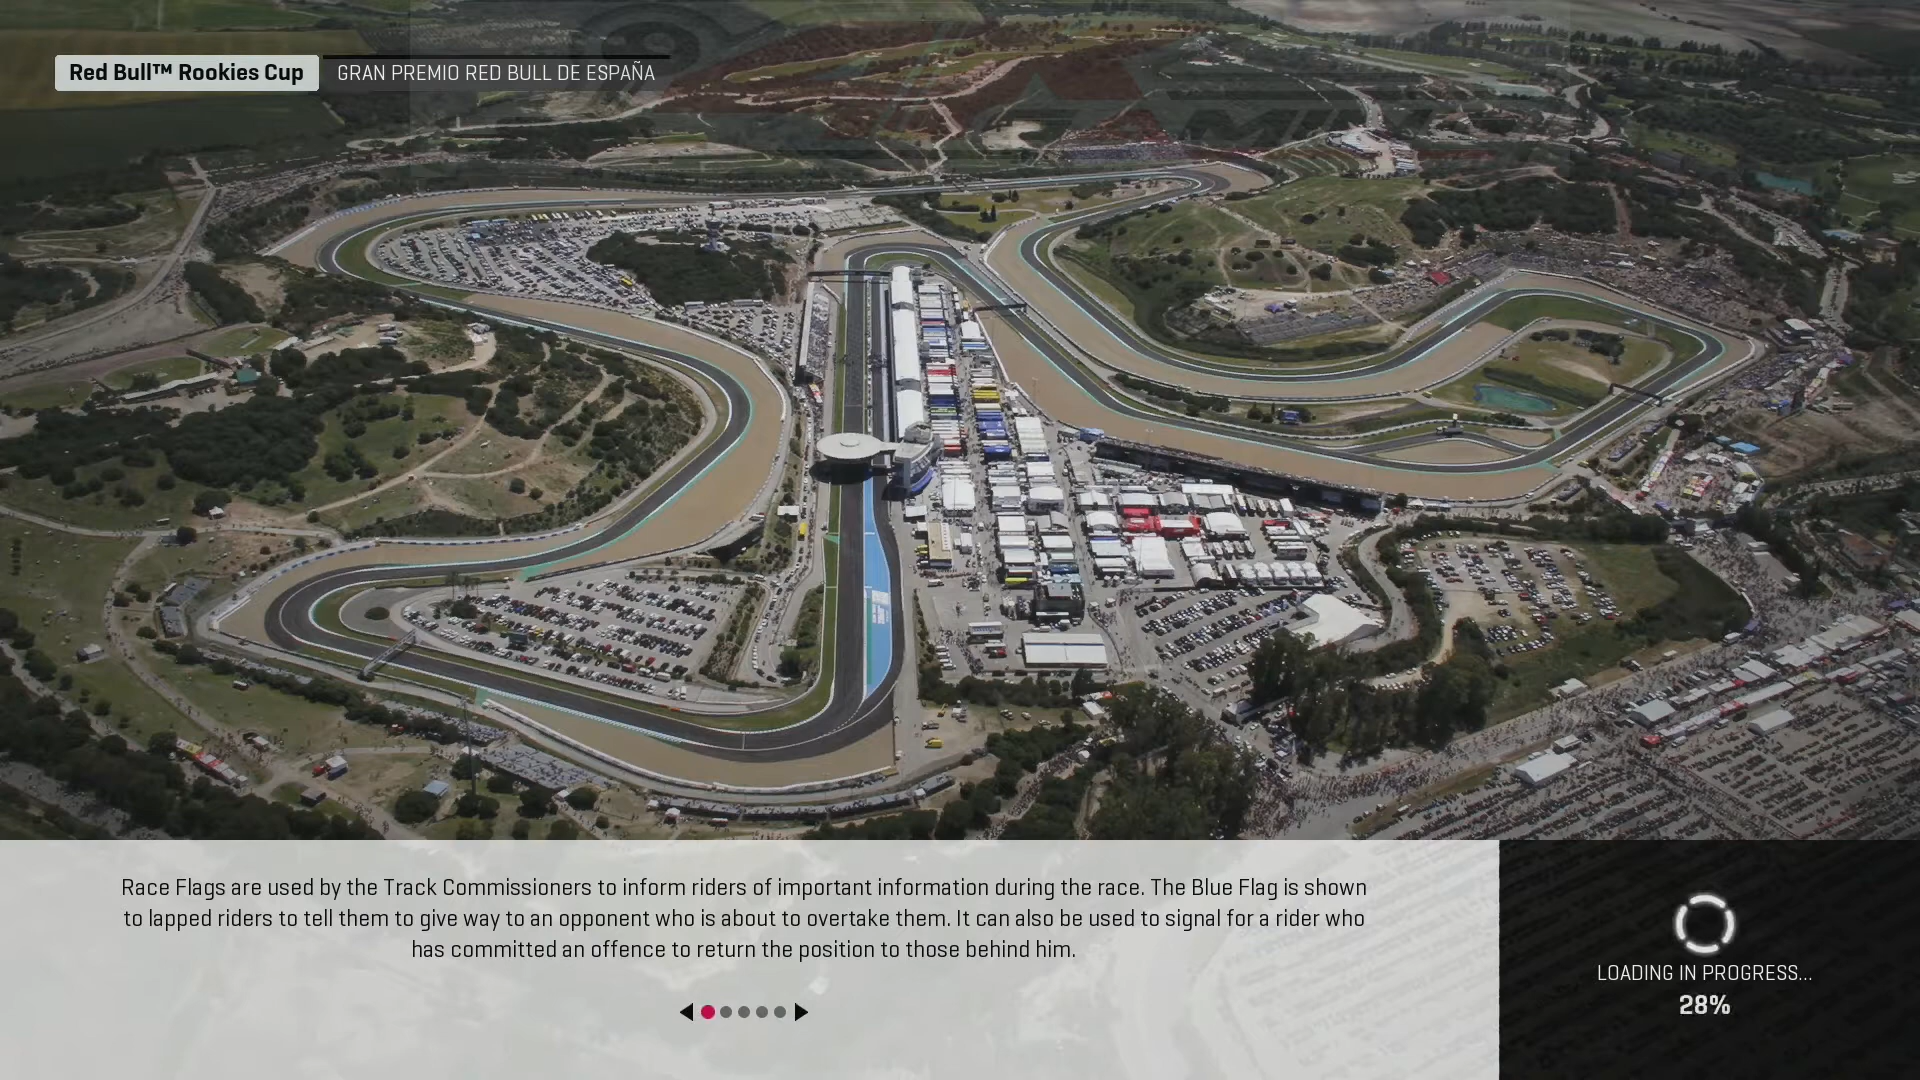 Red Bull™ Rookies Cup
GRAN PREMIO RED BULL DE ESPAÑA
Race Flags are used by the Track Commissioners to inform riders of important information during the race. The Blue Flag is shown
to lapped riders to tell them to give way to an opponent who is about to overtake them. It can also be used to signal for a rider who
has committed an offence to return the position to those behind him.
LOADING IN PROGRESS...
28%